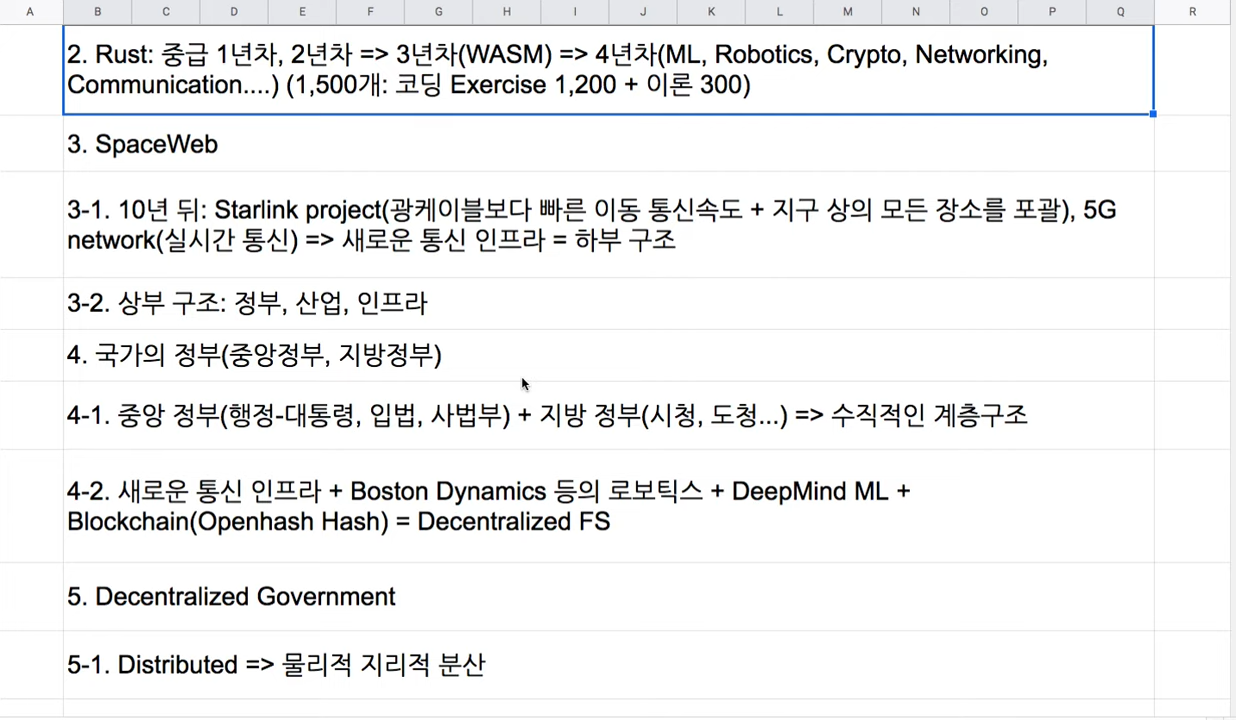 A B C D E F G H I J K L M N O P Q R
2. Rust: 중급 1년차, 2년차 => 3년차(WASM) => 4년차(ML, Robotics, Crypto, Networking,
Communication....) (1,500개: 코딩 Exercise 1,200 + 이론 300)
3. SpaceWeb
3-1. 10년 뒤: Starlink project(광케이블보다 빠른 이동 통신속도 + 지구 상의 모든 장소를 포괄), 5G
network(실시간 통신) => 새로운 통신 인프라 = 하부 구조
3-2. 상부 구조: 정부, 산업, 인프라
4. 국가의 정부(중앙정부, 지방정부)
4-1. 중앙 정부(행정-대통령, 입법, 사법부) + 지방 정부(시청, 도청...) => 수직적인 계층구조
4-2. 새로운 통신 인프라 + Boston Dynamics 등의 로보틱스 + DeepMind ML +
Blockchain(Openhash Hash) = Decentralized FS
5. Decentralized Government
5-1. Distributed => 물리적 지리적 분산